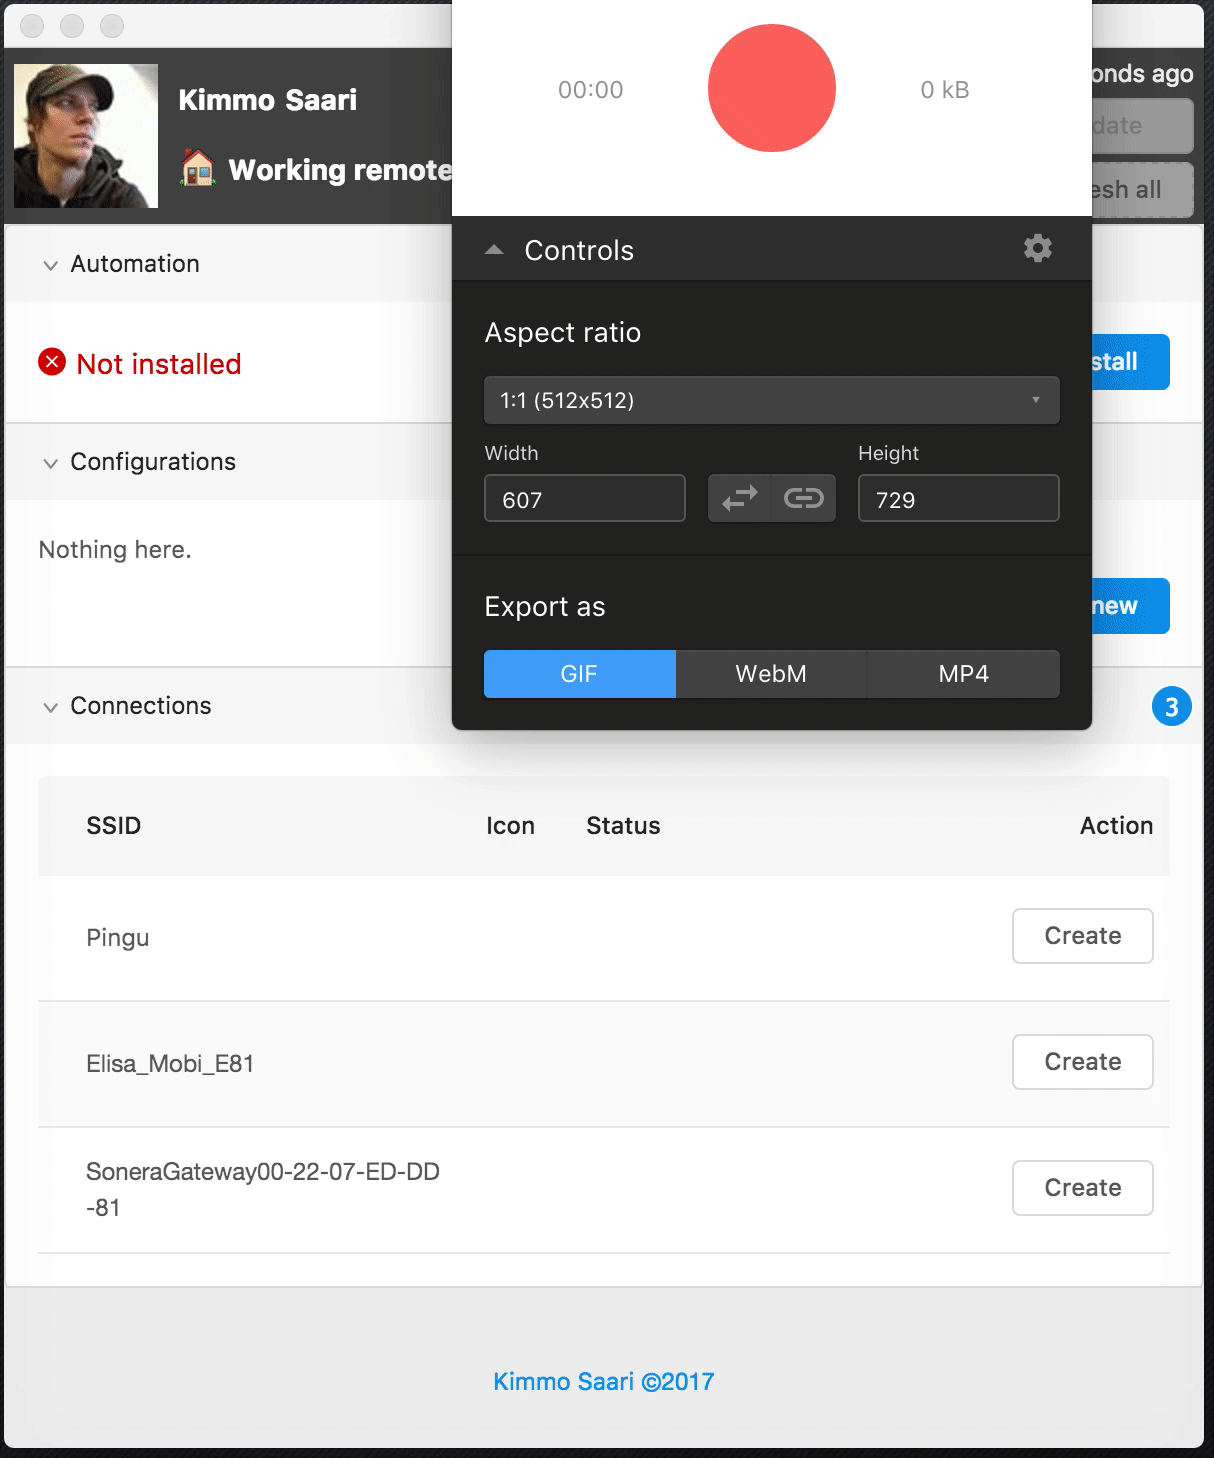 Kimmo Saari
Working remote
onds ago
date
esh all
00:00
0 kB
Controls
Aspect ratio
1:1 (512x512)
Width
Height
607
729
Export as
GIF
WebM
MP4
Automation
Not installed
stall
Configurations
Nothing here.
new
Connections
3
SSID
Icon
Status
Action
Pingu
Create
Elisa_Mobi_E81
Create
SoneraGateway00-22-07-ED-DD
-81
Create
Kimmo Saari ©2017